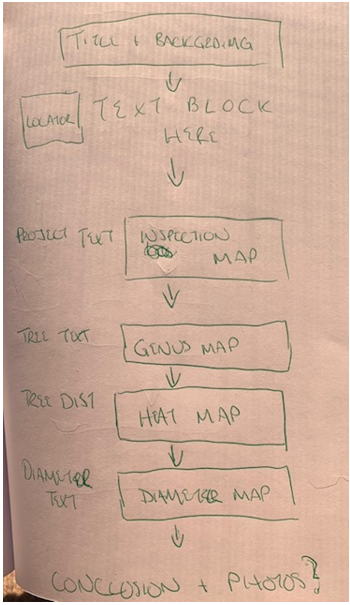 TITLE + BACKGROUND
LOCATOR TEXT BLOCK
HERE
PROJECT TEXT INSPECTION
MAP
TREE TEXT GENUS MAP
TREE DIST HEAT MAP
DIAMETER TEXT DIAMETER MAP
CONCLUSION + PHOTOS?